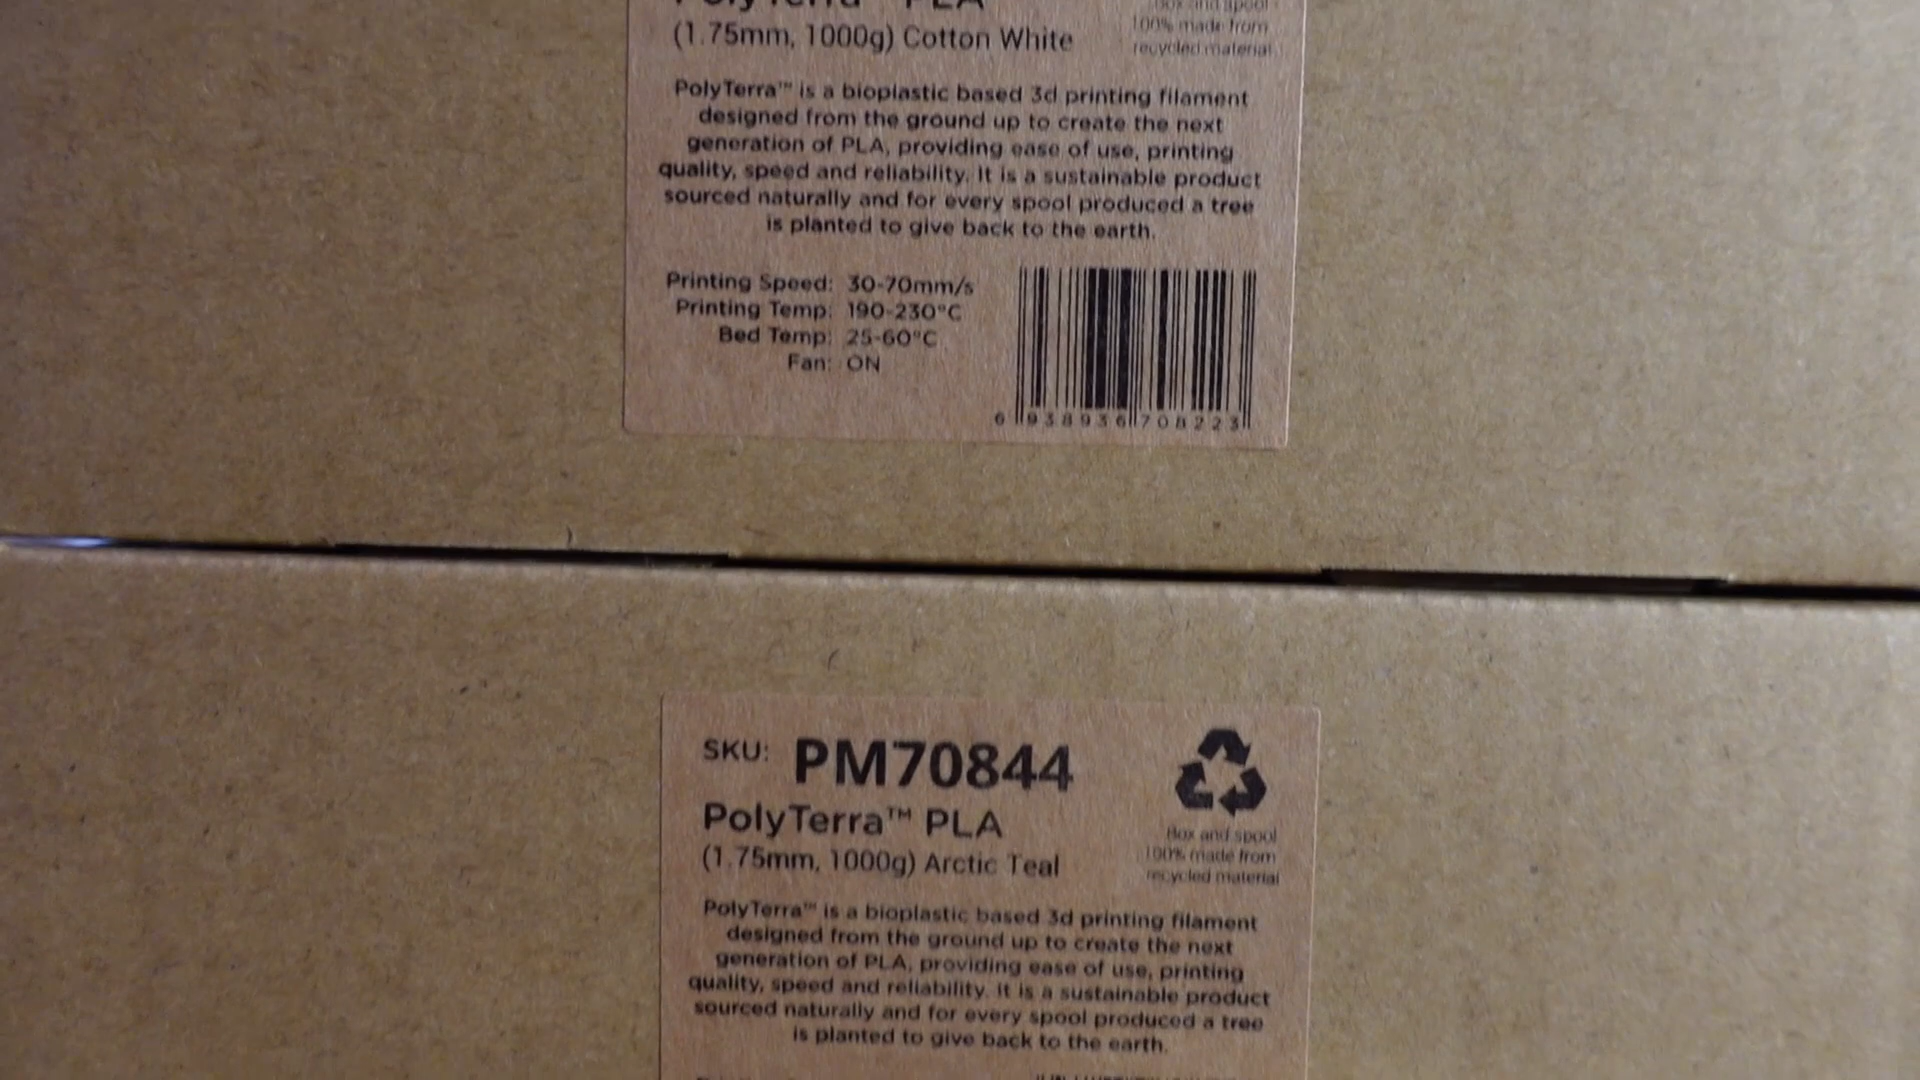 PolyTerra™ PLA
(1.75mm, 1000g) Cotton White
Box and spool
100% made from
recycled material
PolyTerra™ is a bioplastic based 3d printing filament
designed from the ground up to create the next
generation of PLA, providing ease of use, printing
quality, speed and reliability. It is a sustainable product
sourced naturally and for every spool produced a tree
is planted to give back to the earth.
Printing Speed: 30-70mm/s
Printing Temp: 190-230°C
Bed Temp: 25-60°C
Fan: ON
6 938936 708223
SKU: PM70844
PolyTerra™ PLA
(1.75mm, 1000g) Arctic Teal
Box and spool
100% made from
recycled material
PolyTerra™ is a bioplastic based 3d printing filament
designed from the ground up to create the next
generation of PLA, providing ease of use, printing
quality, speed and reliability. It is a sustainable product
sourced naturally and for every spool produced a tree
is planted to give back to the earth.